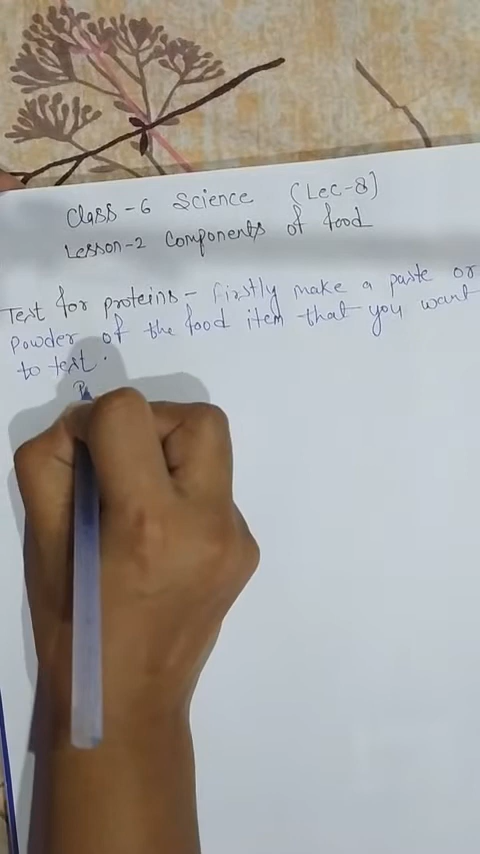 Class-6 Science (Lec-8)
Lesson-2 Components of food
Test for proteins - Firstly make a paste or
Powder of the food item that you want
to test.
P